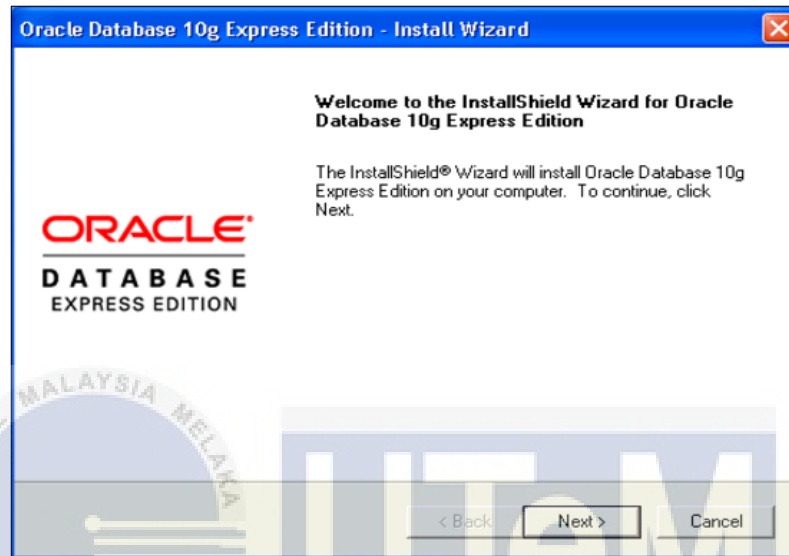 Oracle Database 10g Express Edition - Install Wizard
Welcome to the InstallShield Wizard for Oracle
Database 10g Express Edition
The InstallShield® Wizard will install Oracle Database 10g
Express Edition on your computer. To continue, click
Next.
ORACLE
DATABASE
EXPRESS EDITION
MALAYSIA MELAKA
UTeM
< Back
Next >
Cancel